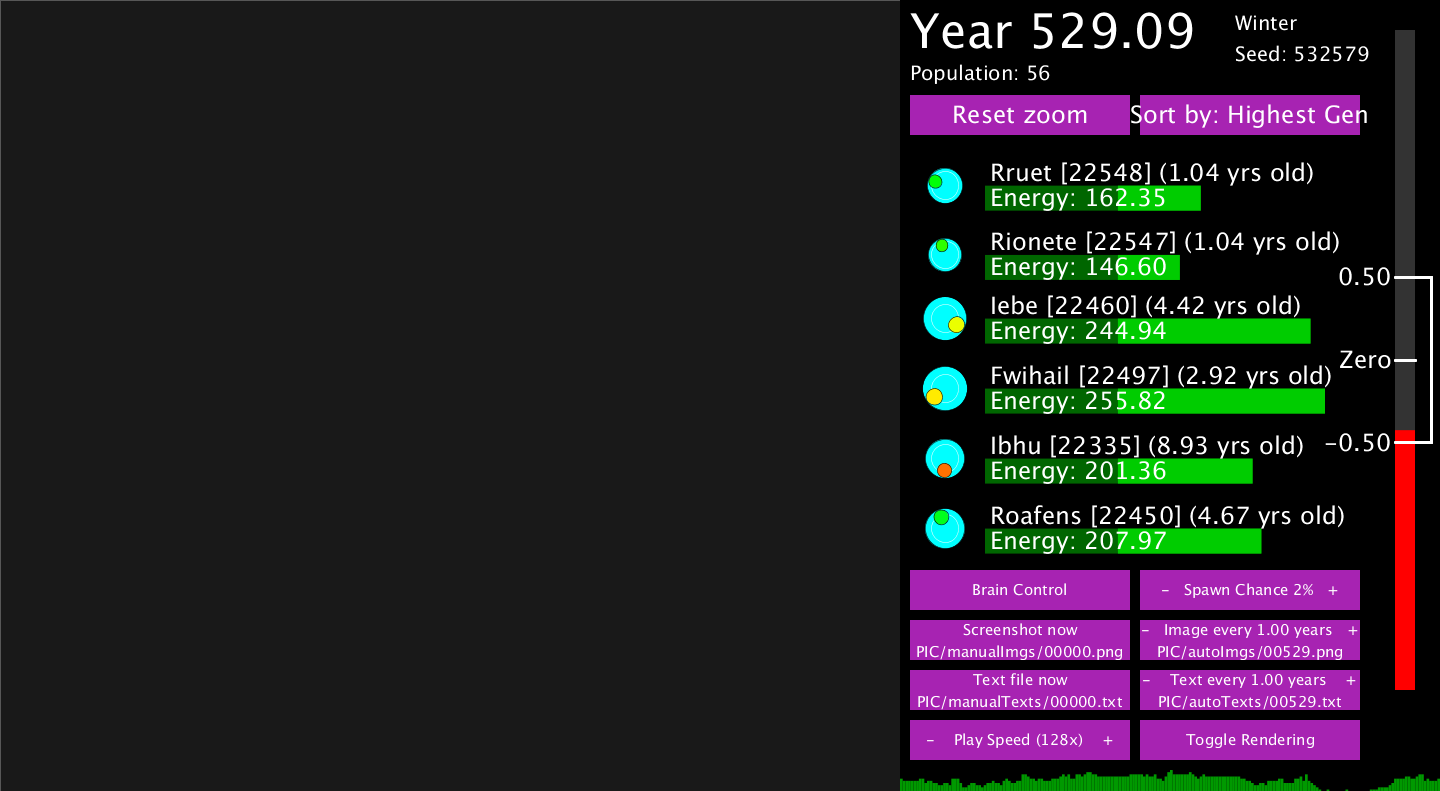 Year 529.09
Winter
Seed: 532579
Population: 56
Reset zoom
Sort by: Highest Gen
Rruet [22548] (1.04 yrs old)
Energy: 162.35
Rionete [22547] (1.04 yrs old)
Energy: 146.60
Iebe [22460] (4.42 yrs old)
Energy: 244.94
Fwihail [22497] (2.92 yrs old)
Energy: 255.82
Ibhu [22335] (8.93 yrs old)
Energy: 201.36
Roafens [22450] (4.67 yrs old)
Energy: 207.97
0.50
Zero
-0.50
Brain Control
- Spawn Chance 2% +
Screenshot now
PIC/manualImgs/00000.png
- Image every 1.00 years +
PIC/autoImgs/00529.png
Text file now
PIC/manualTexts/00000.txt
- Text every 1.00 years +
PIC/autoTexts/00529.txt
- Play Speed (128x) +
Toggle Rendering